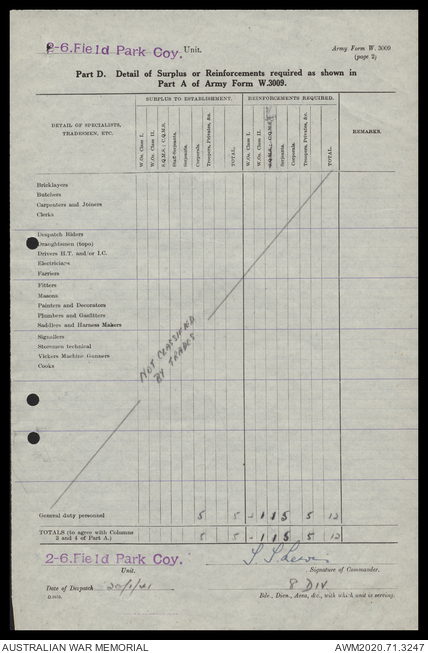 2-6.Field Park Coy. Unit.
Army Form W. 3009
(page 2)
Part D. Detail of Surplus or Reinforcements required as shown in
Part A of Army Form W.3009.
SURPLUS TO ESTABLISHMENT. REINFORCEMENTS REQUIRED.
DETAIL OF SPECIALISTS, TRADESMEN, ETC.
W.Os. Class I.
W.Os. Class II.
S.Q.M.S.; C.Q.M.S.
Staff-Sergeants.
Sergeants.
Corporals.
Troopers, Privates, &c.
TOTAL.
W.Os. Class I.
W.Os. Class II.
S.Q.M.S.; C.Q.M.S.
Sergeants.
Corporals.
Troopers, Privates, &c.
TOTAL.
REMARKS.
Bricklayers
Butchers
Carpenters and Joiners
Clerks
Despatch Riders
Draughtsmen (topo)
Drivers H.T. and/or I.C.
Electricians
Farriers
Fitters
Masons
Painters and Decorators
Plumbers and Gasfitters
Saddlers and Harness Makers
Signallers
Storemen technical
Vickers Machine Gunners
Cooks
NOT CLASSIFIED
BY TRADES
General duty personnel 5 5 - 1 1 5 5 12
TOTALS (to agree with Columns
2 and 4 of Part A.) 5 5 - 1 1 5 5 12
2-6.Field Park Coy.
Unit.
Signature of Commander.
Date of Despatch 20/1/41
8 DIV
Bde., Divn., Area, &c., with which unit is serving.
AUSTRALIAN WAR MEMORIAL
AWM2020.71.3247